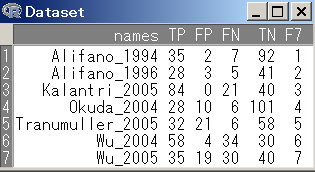 Dataset
names TP FP FN TN F7
1 Alifano_1994 35 2 7 92 1
2 Alifano_1996 28 3 5 41 2
3 Kalantri_2005 84 0 21 40 3
4 Okuda_2004 28 10 6 101 4
5 Tranumuller_2005 32 21 6 58 5
6 Wu_2004 58 4 34 30 6
7 Wu_2005 35 19 30 40 7